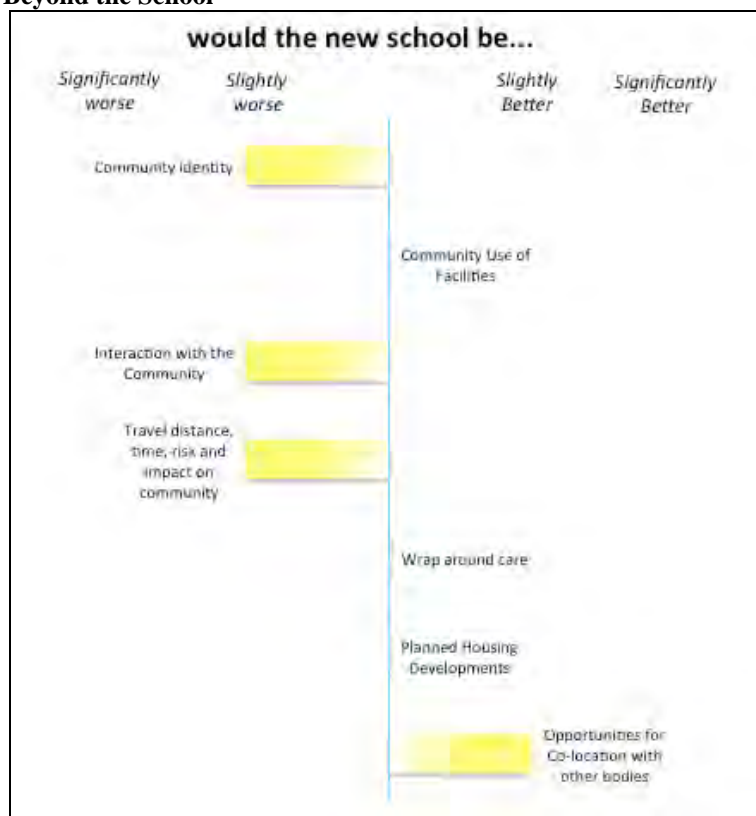 Beyond the School
would the new school be...
Significantly
worse
Slightly
worse
Slightly
Better
Significantly
Better
Community identity
Community Use of
Facilities
Interaction with the
Community
Travel distance,
time, risk and
impact on
community
Wrap around care
Planned Housing
Developments
Opportunities for
Co-location with
other bodies